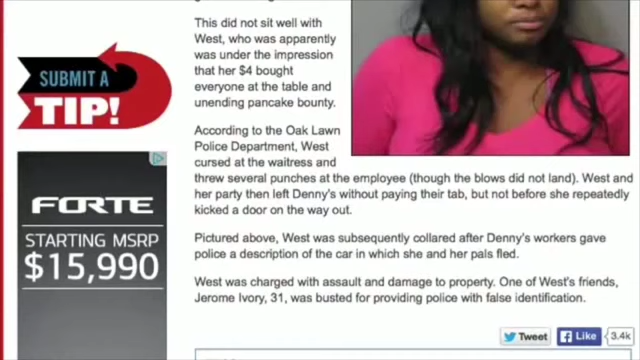 This did not sit well with
West, who was apparently
was under the impression
that her $4 bought
everyone at the table and
unending pancake bounty.
According to the Oak Lawn
Police Department, West
cursed at the waitress and
threw several punches at the employee (though the blows did not land). West and
her party then left Denny's without paying their tab, but not before she repeatedly
kicked a door on the way out.
Pictured above, West was subsequently collared after Denny's workers gave
police a description of the car in which she and her pals fled.
West was charged with assault and damage to property. One of West's friends,
Jerome Ivory, 31, was busted for providing police with false identification.
SUBMIT A
TIP!
FORTE
STARTING MSRP
$15,990
Tweet
Like
3.4k